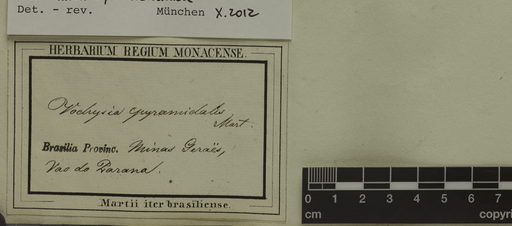 Det. - rev. München X.2012
HERBARIUM REGIUM MONACENSE.
Vochysia pyramidalis
Mart.
Brasilia Provinc. Minas Geraës,
Vao do Parana.
Martii iter brasiliense.
0 1 2 3 4 5 6 7
cm copyri